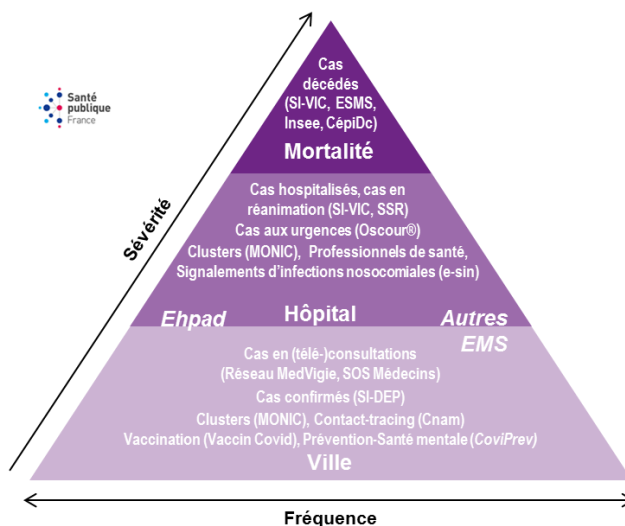 Santé
publique
France
Sévérité
Cas
décédés
(SI-VIC, ESMS,
Insee, CépiDc)
Mortalité
Cas hospitalisés, cas en
réanimation (SI-VIC, SSR)
Cas aux urgences (Oscour®)
Clusters (MONIC), Professionnels de santé,
Signalements d'infections nosocomiales (e-sin)
Ehpad Hôpital Autres
EMS
Cas en (télé-)consultations
(Réseau MedVigie, SOS Médecins)
Cas confirmés (SI-DEP)
Clusters (MONIC), Contact-tracing (Cnam)
Vaccination (Vaccin Covid), Prévention-Santé mentale (CoviPrev)
Ville
Fréquence